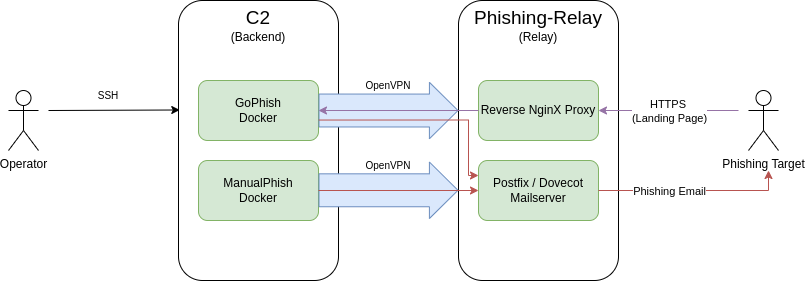 C2
(Backend)
Phishing-Relay
(Relay)
SSH
GoPhish
Docker
OpenVPN
Reverse NginX Proxy
HTTPS
(Landing Page)
Operator
Phishing Target
ManualPhish
Docker
OpenVPN
Postfix / Dovecot
Mailserver
Phishing Email